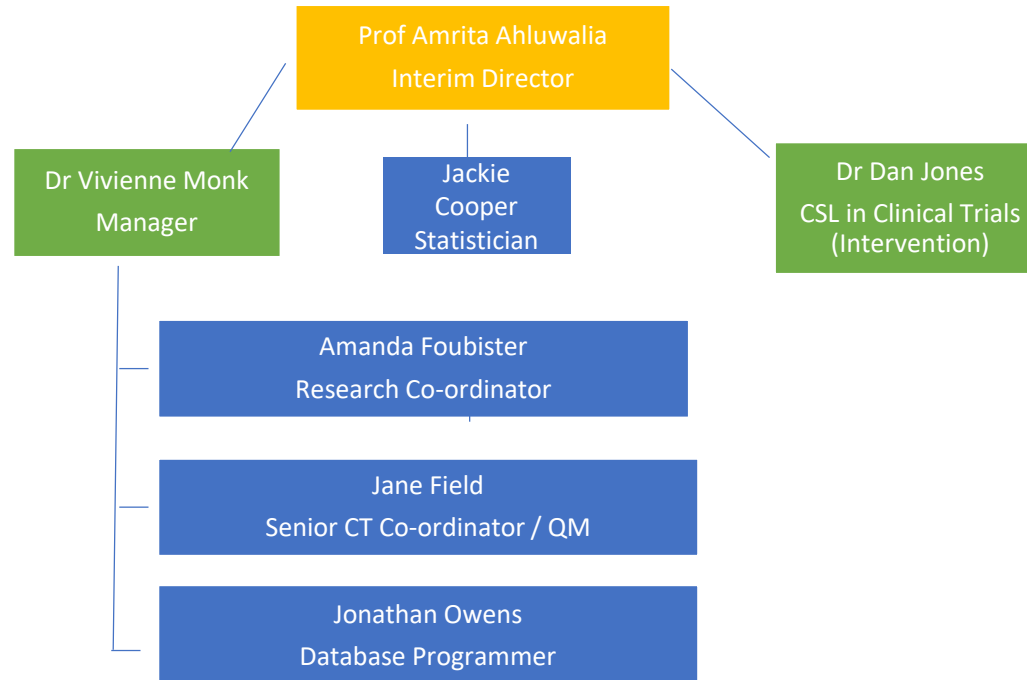 Prof Amrita Ahluwalia
Interim Director
Dr Vivienne Monk
Manager
Jackie
Cooper
Statistician
Dr Dan Jones
CSL in Clinical Trials
(Intervention)
Amanda Foubister
Research Co-ordinator
Jane Field
Senior CT Co-ordinator / QM
Jonathan Owens
Database Programmer